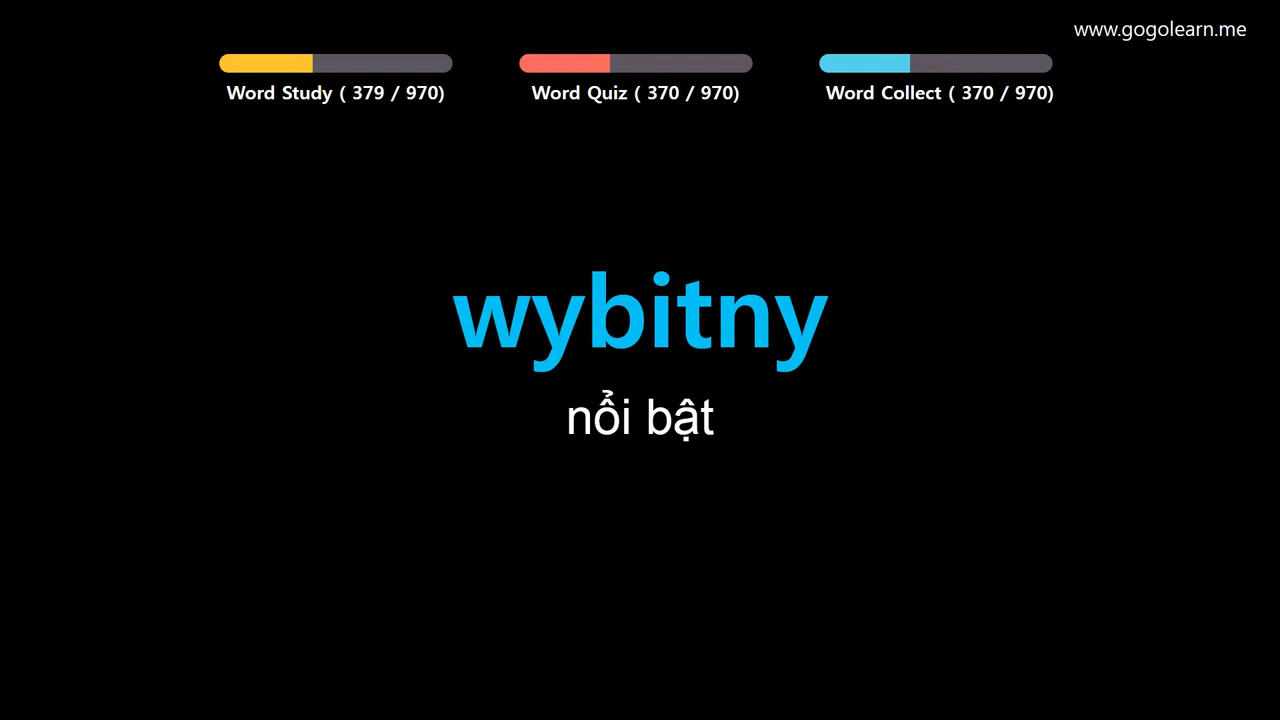 www.gogolearn.me
Word Study ( 379 / 970)
Word Quiz ( 370 / 970)
Word Collect ( 370 / 970)
wybitny
nổi bật